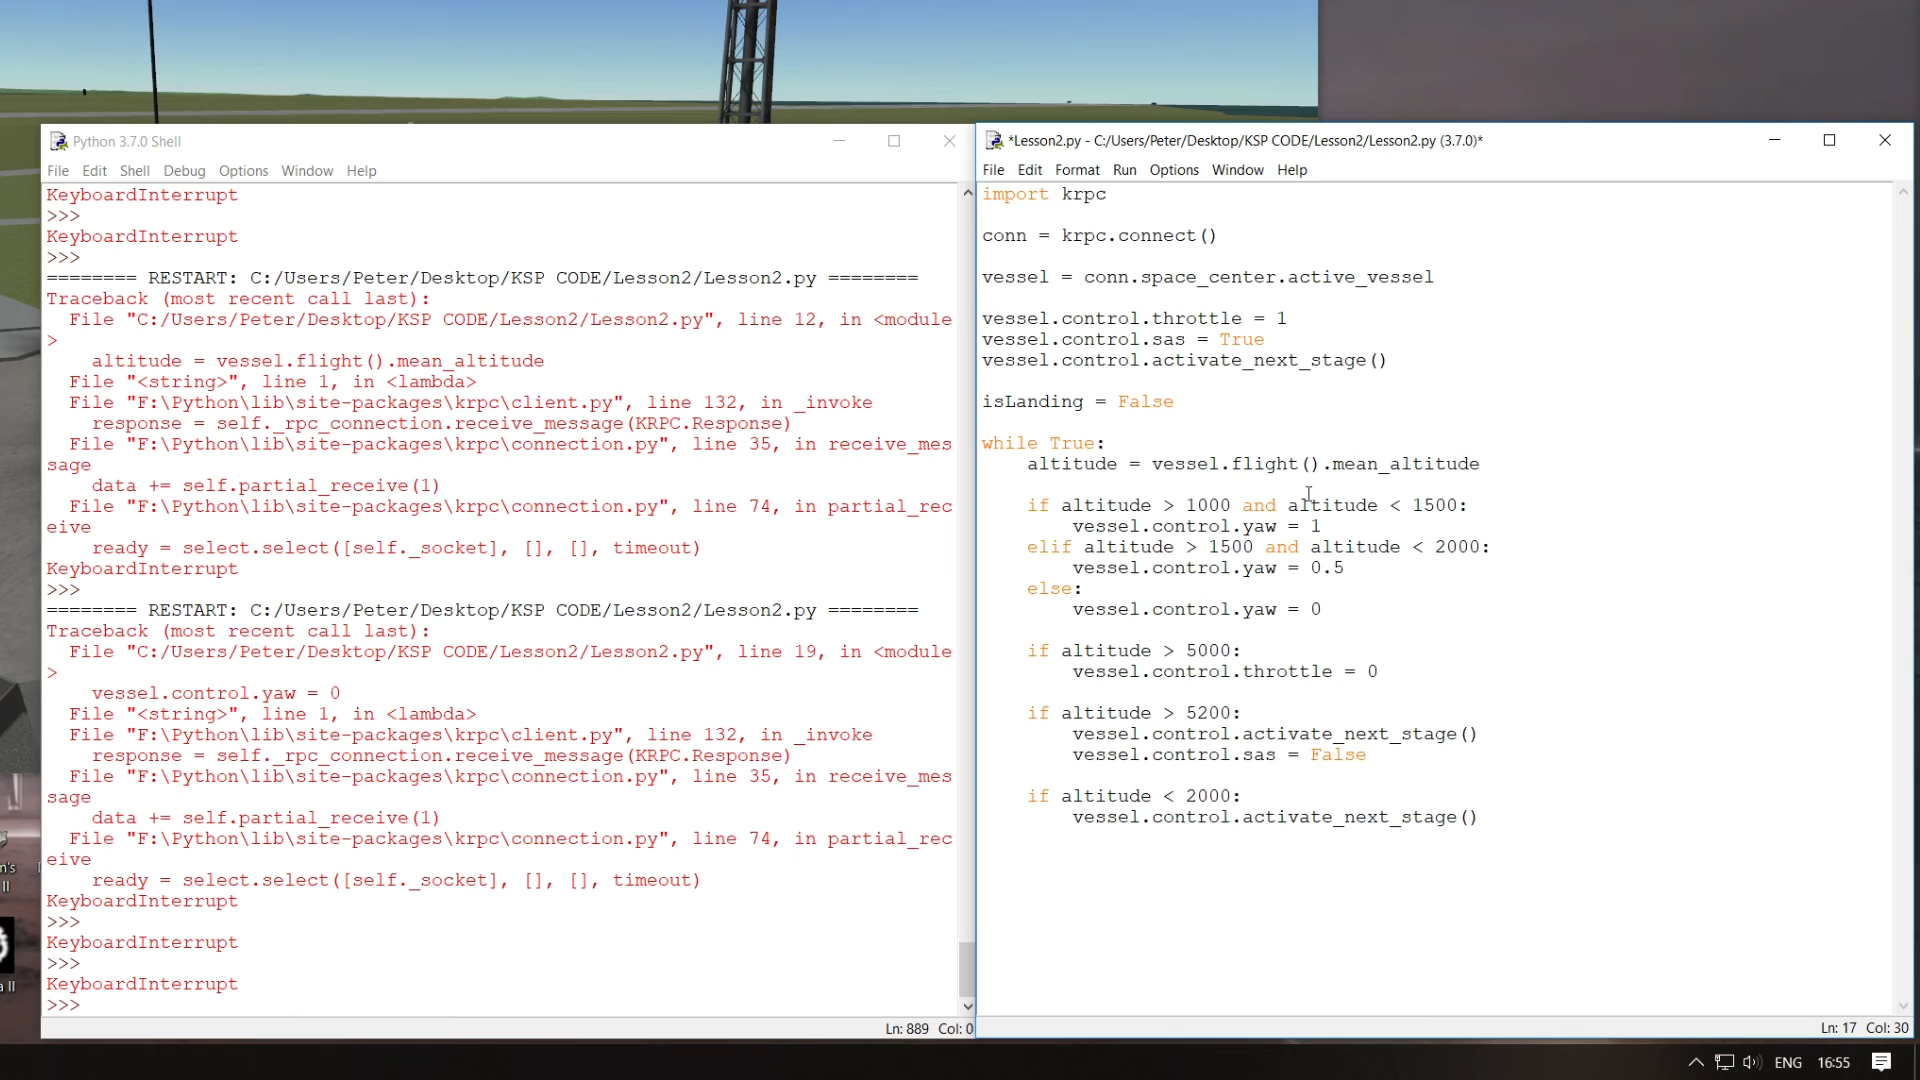 Python 3.7.0 Shell
File Edit Shell Debug Options Window Help
KeyboardInterrupt
>>>
KeyboardInterrupt
>>>
======== RESTART: C:/Users/Peter/Desktop/KSP CODE/Lesson2/Lesson2.py ========
Traceback (most recent call last):
  File "C:/Users/Peter/Desktop/KSP CODE/Lesson2/Lesson2.py", line 12, in <module
>
    altitude = vessel.flight().mean_altitude
  File "<string>", line 1, in <lambda>
  File "F:\Python\lib\site-packages\krpc\client.py", line 132, in _invoke
    response = self._rpc_connection.receive_message(KRPC.Response)
  File "F:\Python\lib\site-packages\krpc\connection.py", line 35, in receive_mes
sage
    data += self.partial_receive(1)
  File "F:\Python\lib\site-packages\krpc\connection.py", line 74, in partial_rec
eive
    ready = select.select([self._socket], [], [], timeout)
KeyboardInterrupt
>>>
======== RESTART: C:/Users/Peter/Desktop/KSP CODE/Lesson2/Lesson2.py ========
Traceback (most recent call last):
  File "C:/Users/Peter/Desktop/KSP CODE/Lesson2/Lesson2.py", line 19, in <module
>
    vessel.control.yaw = 0
  File "<string>", line 1, in <lambda>
  File "F:\Python\lib\site-packages\krpc\client.py", line 132, in _invoke
    response = self._rpc_connection.receive_message(KRPC.Response)
  File "F:\Python\lib\site-packages\krpc\connection.py", line 35, in receive_mes
sage
    data += self.partial_receive(1)
  File "F:\Python\lib\site-packages\krpc\connection.py", line 74, in partial_rec
eive
    ready = select.select([self._socket], [], [], timeout)
KeyboardInterrupt
>>>
KeyboardInterrupt
>>>
KeyboardInterrupt
>>>
Ln: 889 Col: 0
*Lesson2.py - C:/Users/Peter/Desktop/KSP CODE/Lesson2/Lesson2.py (3.7.0)*
File Edit Format Run Options Window Help
import krpc
conn = krpc.connect()
vessel = conn.space_center.active_vessel
vessel.control.throttle = 1
vessel.control.sas = True
vessel.control.activate_next_stage()
isLanding = False
while True:
    altitude = vessel.flight().mean_altitude
    if altitude > 1000 and altitude < 1500:
        vessel.control.yaw = 1
    elif altitude > 1500 and altitude < 2000:
        vessel.control.yaw = 0.5
    else:
        vessel.control.yaw = 0
    if altitude > 5000:
        vessel.control.throttle = 0
    if altitude > 5200:
        vessel.control.activate_next_stage()
        vessel.control.sas = False
    if altitude < 2000:
        vessel.control.activate_next_stage()
Ln: 17 Col: 30
n's
II
a II
ENG 16:55